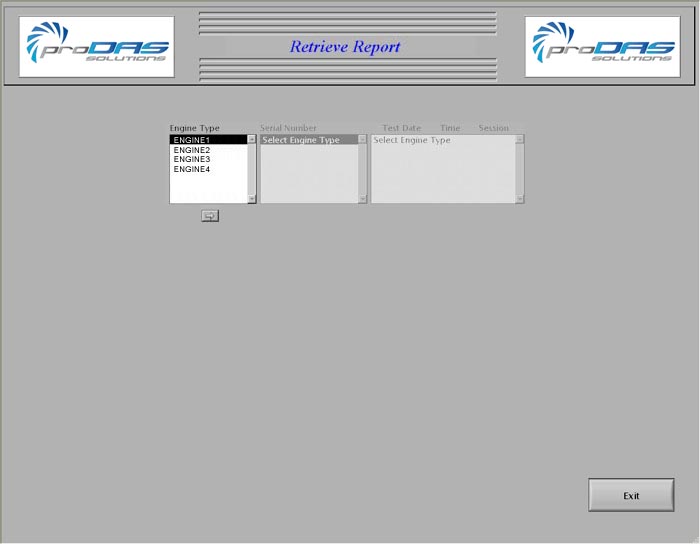 proDAS
SOLUTIONS
Retrieve Report
proDAS
SOLUTIONS
Engine Type
Serial Number
Test Date Time Session
ENGINE1
Select Engine Type
Select Engine Type
ENGINE2
ENGINE3
ENGINE4
Exit